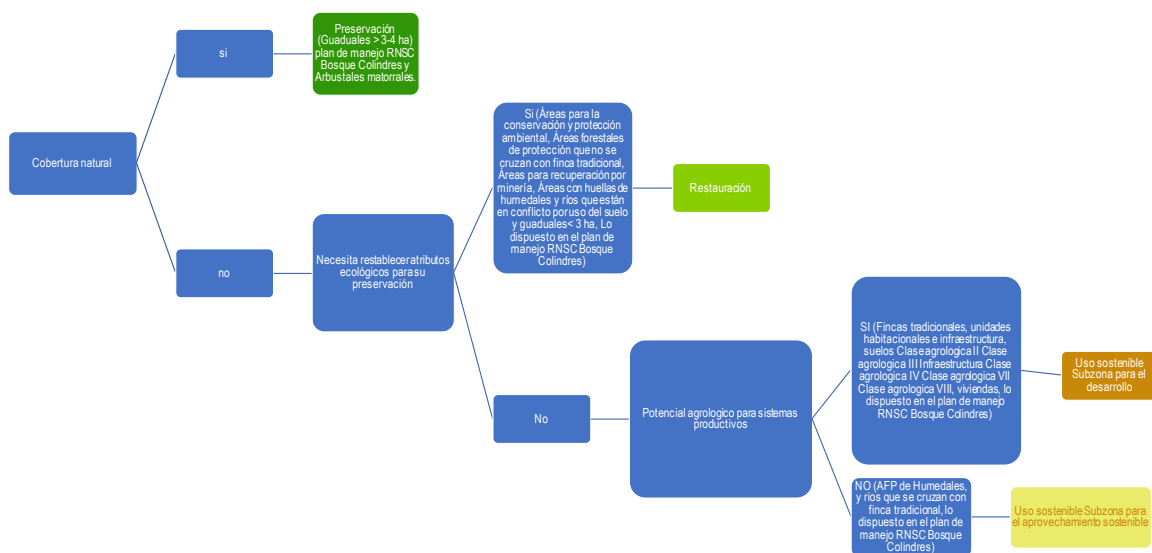 Cobertura natural
si
Preservación
(Guaduales > 3-4 ha)
plan de manejo RNSC
Bosque Colindres y
Arbustales matorrales.
no
Necesita restablecer atributos
ecológicos para su
preservación
Si (Áreas para la
conservación y protección
ambiental, Áreas forestales
de protección que no se
cruzan con finca tradicional,
Áreas para recuperación por
minería, Áreas con huellas de
humedales y ríos que están
en conflicto por uso del suelo
y guaduales< 3 ha, Lo
dispuesto en el plan de
manejo RNSC Bosque
Colindres)
Restauración
No
Potencial agrologico para sistemas
productivos
SI (Fincas tradicionales, unidades
habitacionales e infraestructura,
suelos Clase agrologica II Clase
agrologica III Infraestructura Clase
agrologica IV Clase agrologica VII
Clase agrologica VIII, viviendas, lo
dispuesto en el plan de manejo
RNSC Bosque Colindres)
Uso sostenible
Subzona para el
desarrollo
NO (AFP de Humedales,
y ríos que se cruzan con
finca tradicional, lo
dispuesto en el plan de
manejo RNSC Bosque
Colindres)
Uso sostenible Subzona para
el aprovechamiento sostenible